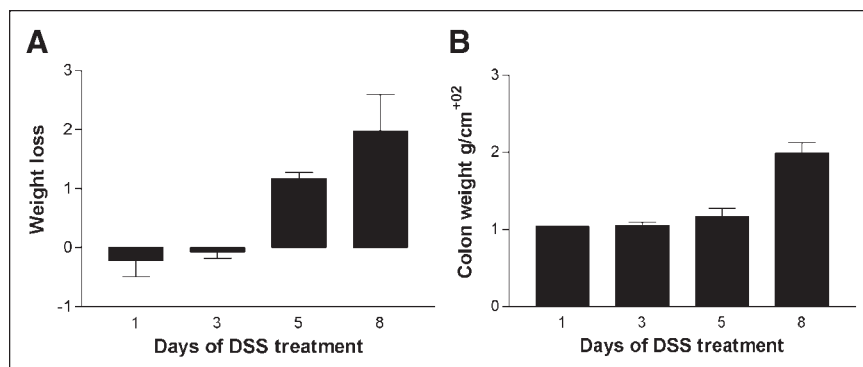 A
Weight loss
3
2
1
0
-1
1 3 5 8
Days of DSS treatment
B
Colon weight g/cm+02
3
2
1
0
1 3 5 8
Days of DSS treatment